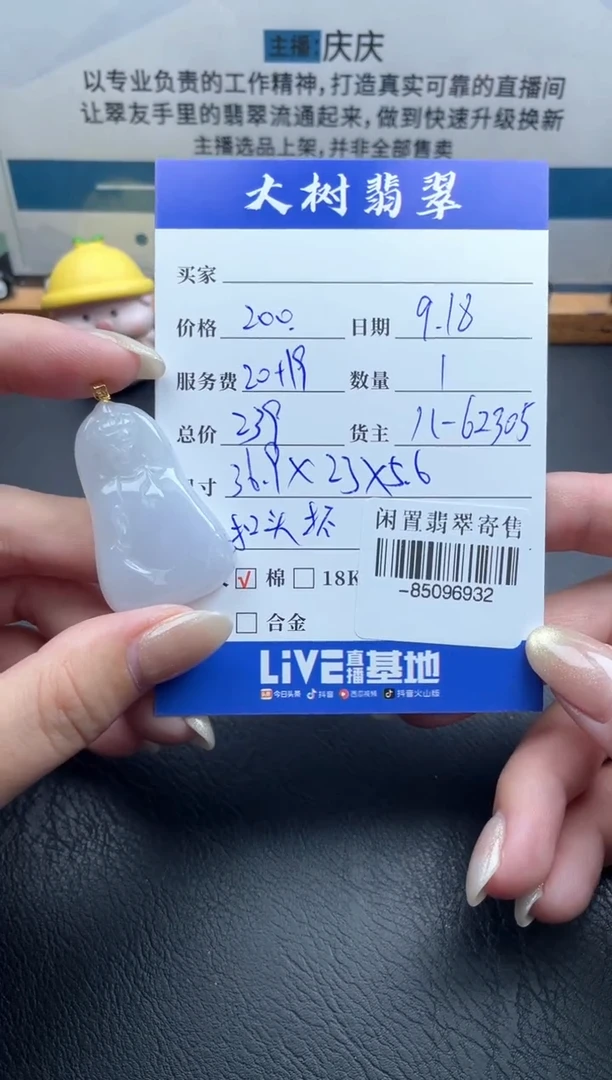 主播:庆庆
以专业负责的工作精神,打造真实可靠的直播间
让翠友手里的翡翠流通起来,做到快速升级换新
主播选品上架,并非全部售卖
大树翡翠
买家
价格 200. 日期 9.18
服务费 20+19 数量 1
总价 239 货主 11-62305
寸 36.9×23×5.6
扣头坏
闲置翡翠寄售
√ 棉 18K
-85096932
合金
LiVE直播基地
今日头条 抖音 西瓜视频 抖音火山版